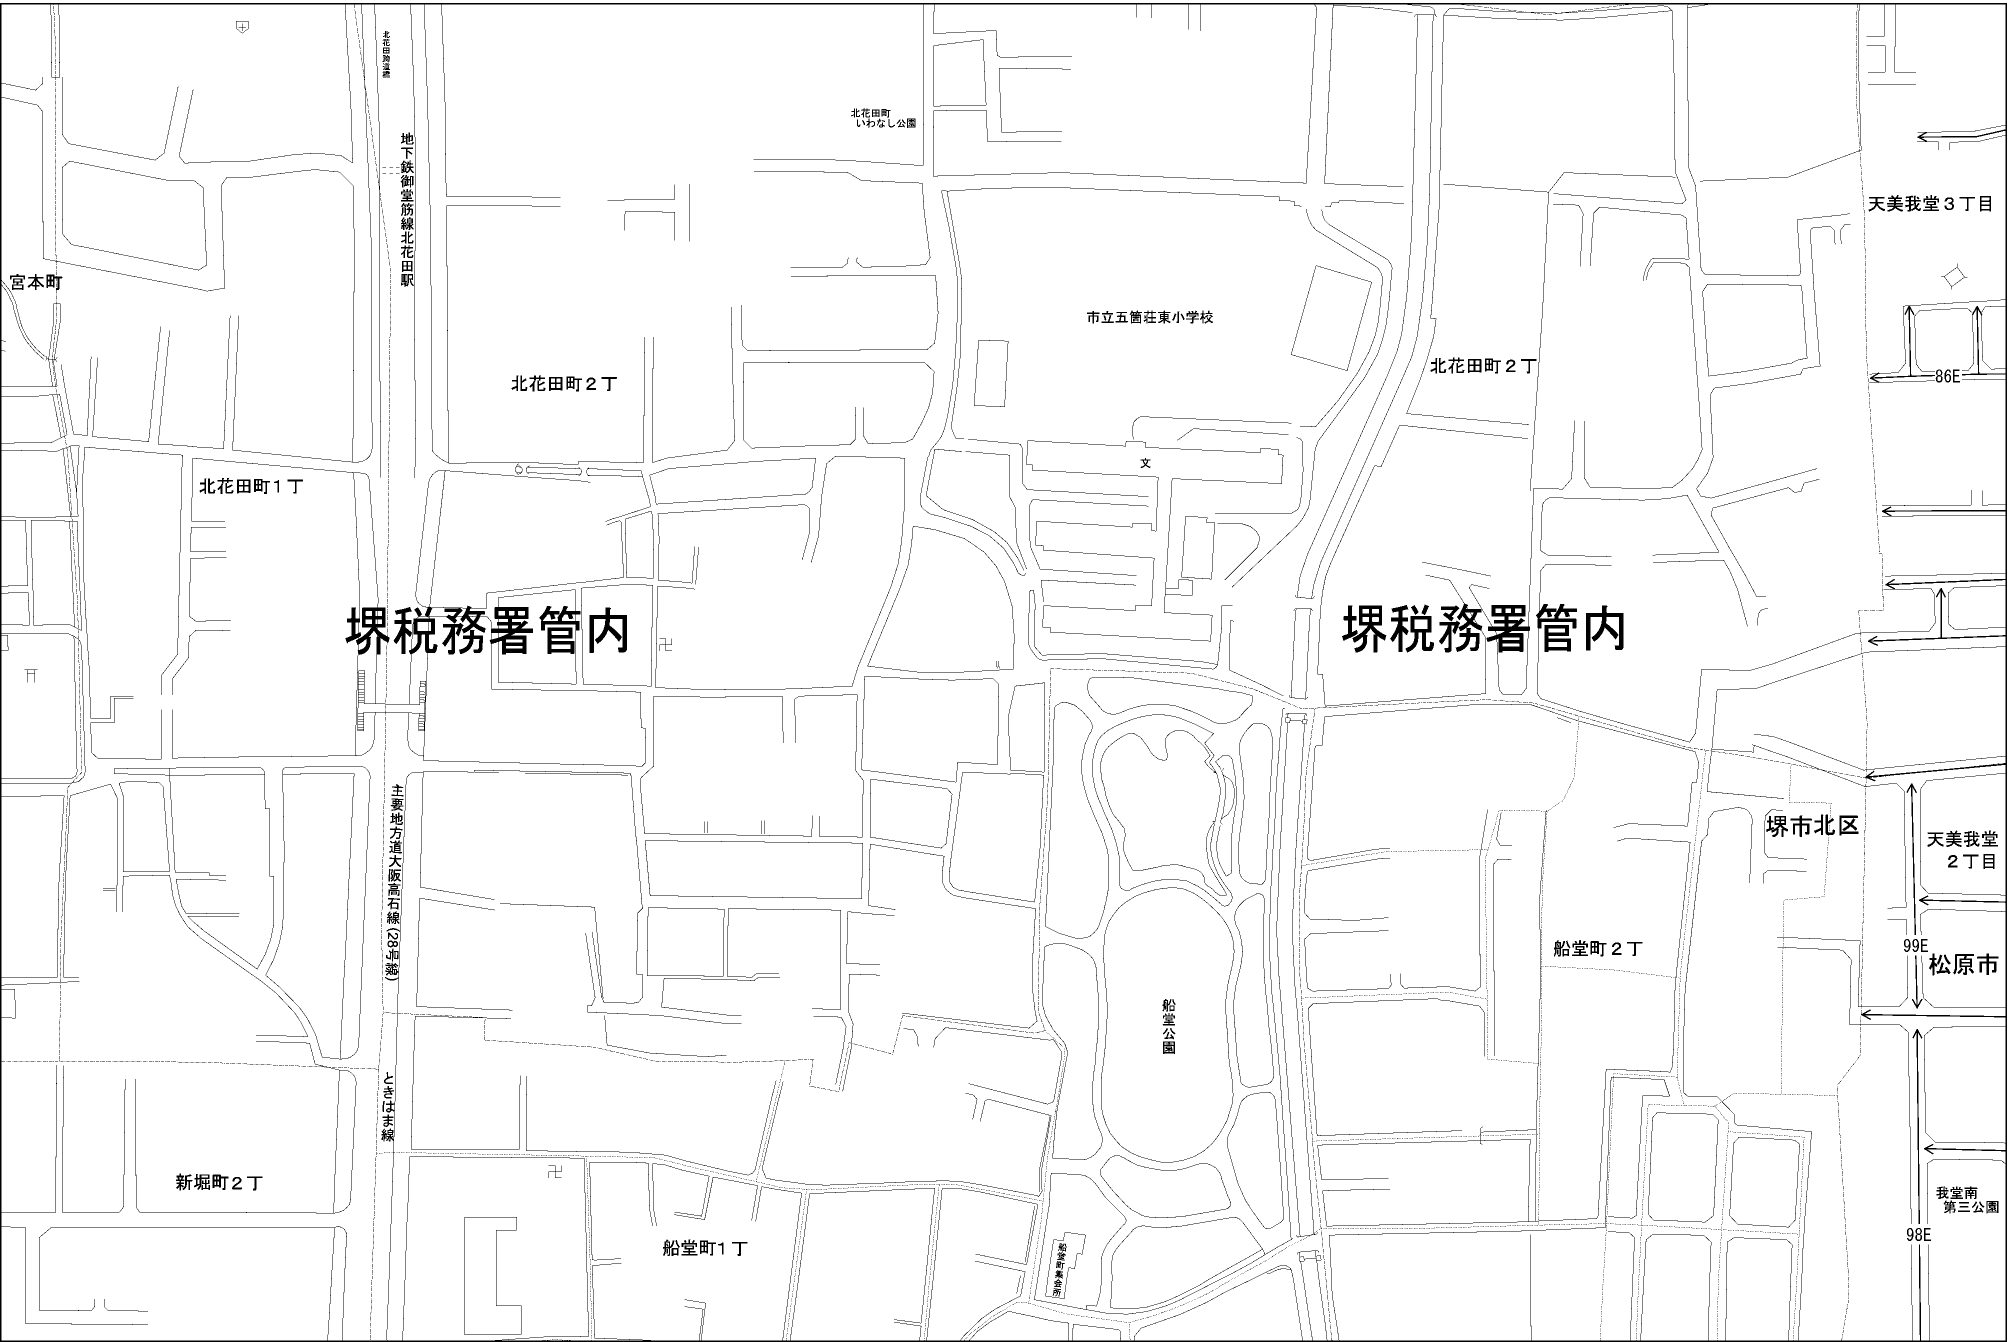 北花田跨道橋
北花田町
いわなし公園
地下鉄御堂筋線北花田駅
天美我堂３丁目
宮本町
市立五箇荘東小学校
北花田町２丁
北花田町２丁
86E
文
北花田町１丁
堺税務署管内
堺税務署管内
主要地方道大阪高石線(28号線)
堺市北区
天美我堂
２丁目
99E
船堂町２丁
松原市
船堂公園
ときはま線
新堀町２丁
我堂南
第三公園
98E
船堂町１丁
船堂町集会所